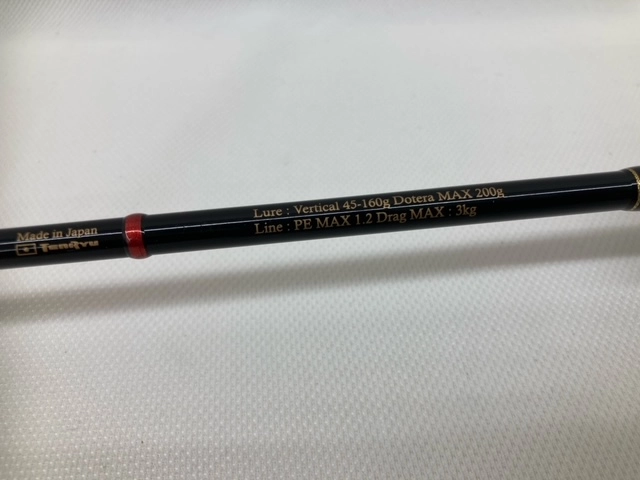 Made in Japan
Tenryu
Lure : Vertical 45-160g Dotera MAX 200g
Line : PE MAX 1.2 Drag MAX : 3kg